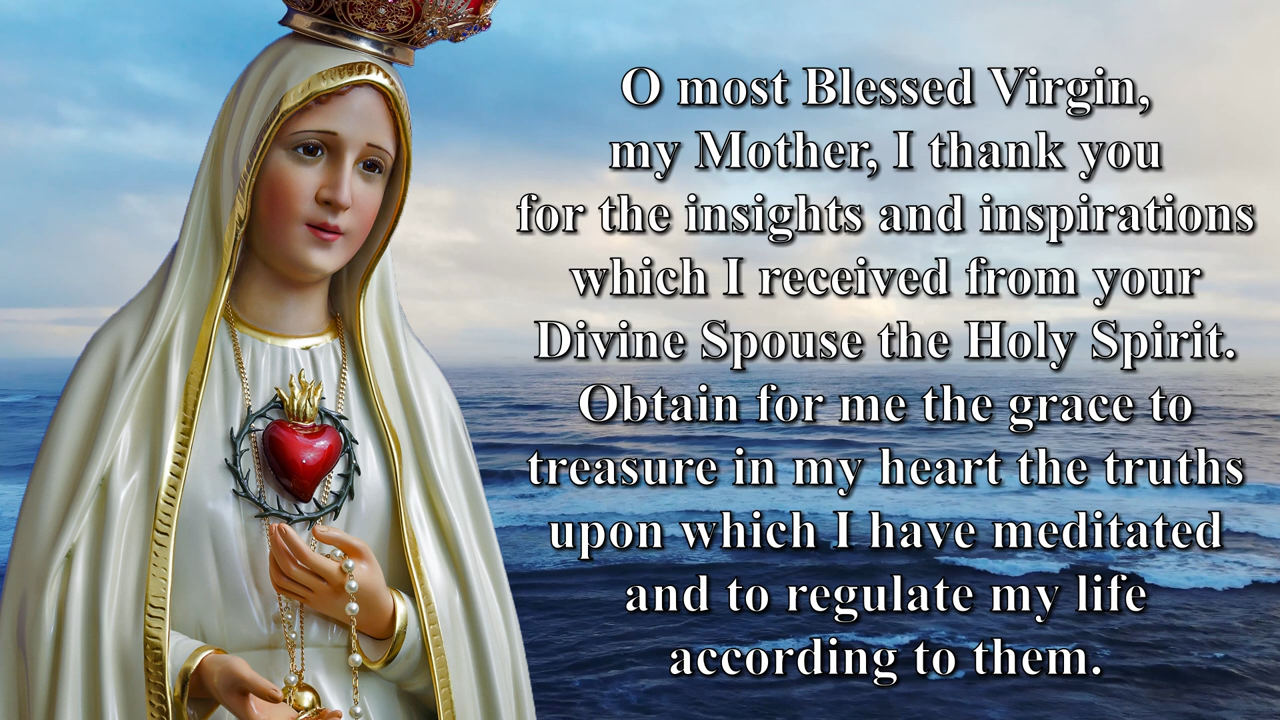 O most Blessed Virgin,
my Mother, I thank you
for the insights and inspirations
which I received from your
Divine Spouse the Holy Spirit.
Obtain for me the grace to
treasure in my heart the truths
upon which I have meditated
and to regulate my life
according to them.